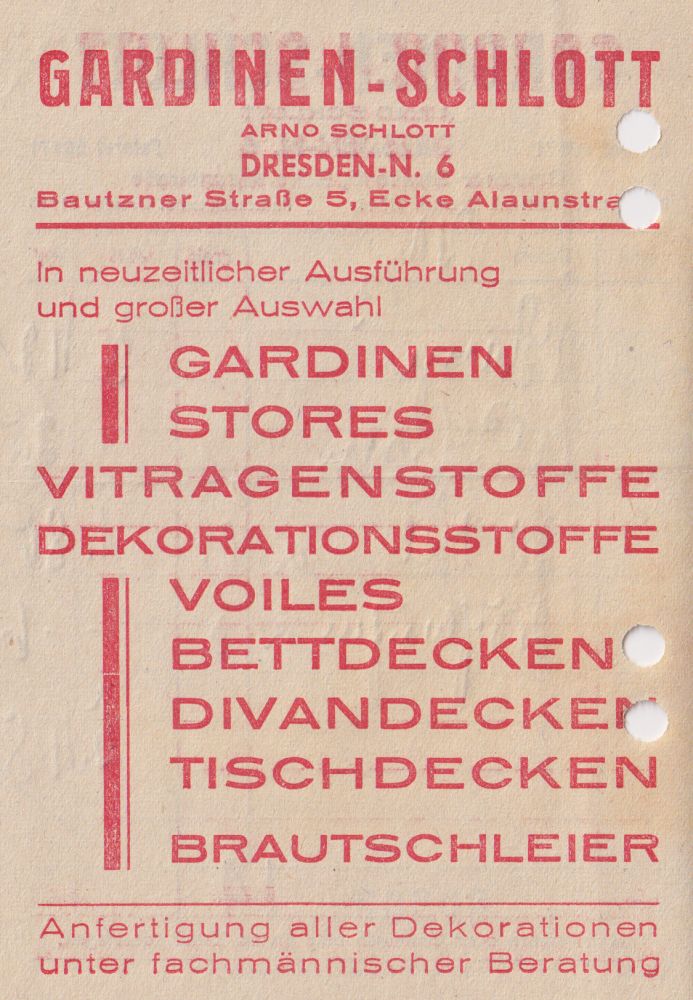 GARDINEN-SCHLOTT
ARNO SCHLOTT
DRESDEN-N. 6
Bautzner Straße 5, Ecke Alaunstra
In neuzeitlicher Ausführung
und großer Auswahl
GARDINEN
STORES
VITRAGENSTOFFE
DEKORATIONSSTOFFE
VOILES
BETTDECKEN
DIVANDECKEN
TISCHDECKEN
BRAUTSCHLEIER
Anfertigung aller Dekorationen
unter fachmännischer Beratung